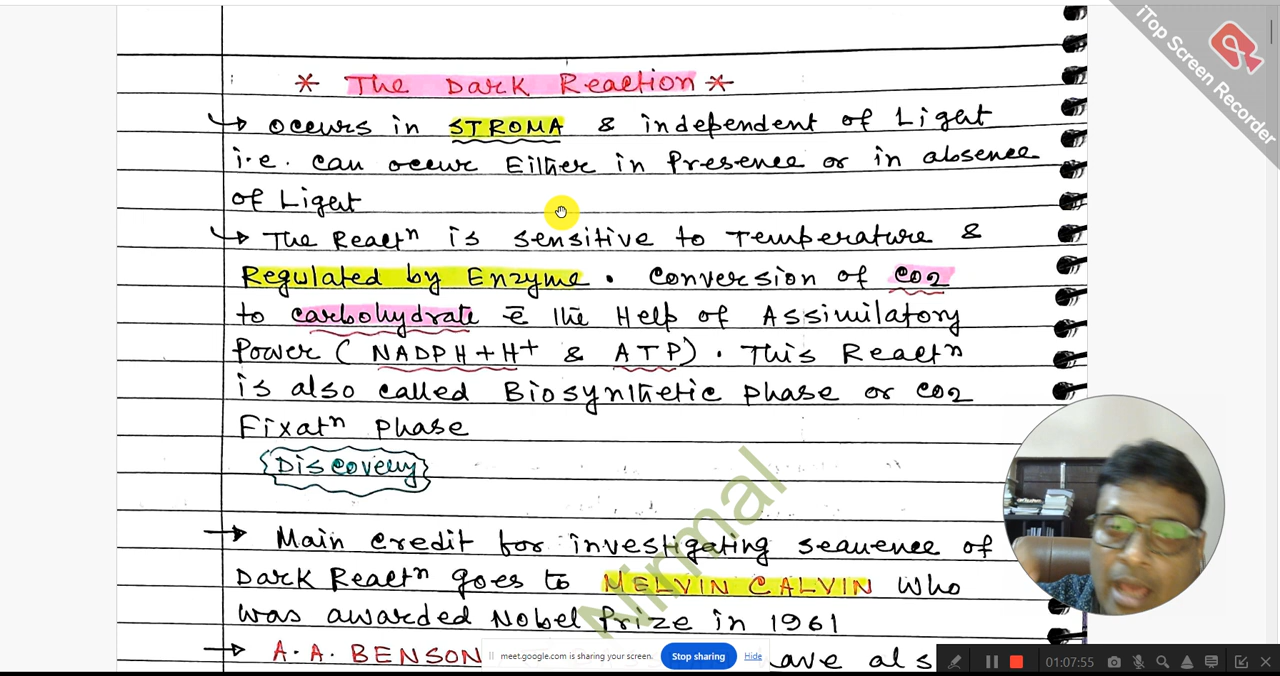 * The Dark Reaction *
→ occurs in STROMA & independent of Light
i.e. can occur Either in Presence or in absence
of Light
→ The Reactⁿ is sensitive to Temperature &
Regulated by Enzyme . conversion of CO2
to carbohydrate c̄ the Help of Assimilatory
Power ( NADPH+H⁺ & ATP) . This Reactⁿ
is also called Biosynthetic phase or CO2
Fixatⁿ phase
Discovery
→ Main credit for investigating sequence of
Dark Reactⁿ goes to MELVIN CALVIN who
was awarded Nobel Prize in 1961
→ A.A. BENSON
Nirmal
iTop Screen Recorder
meet.google.com is sharing your screen. Stop sharing Hide
01:07:55